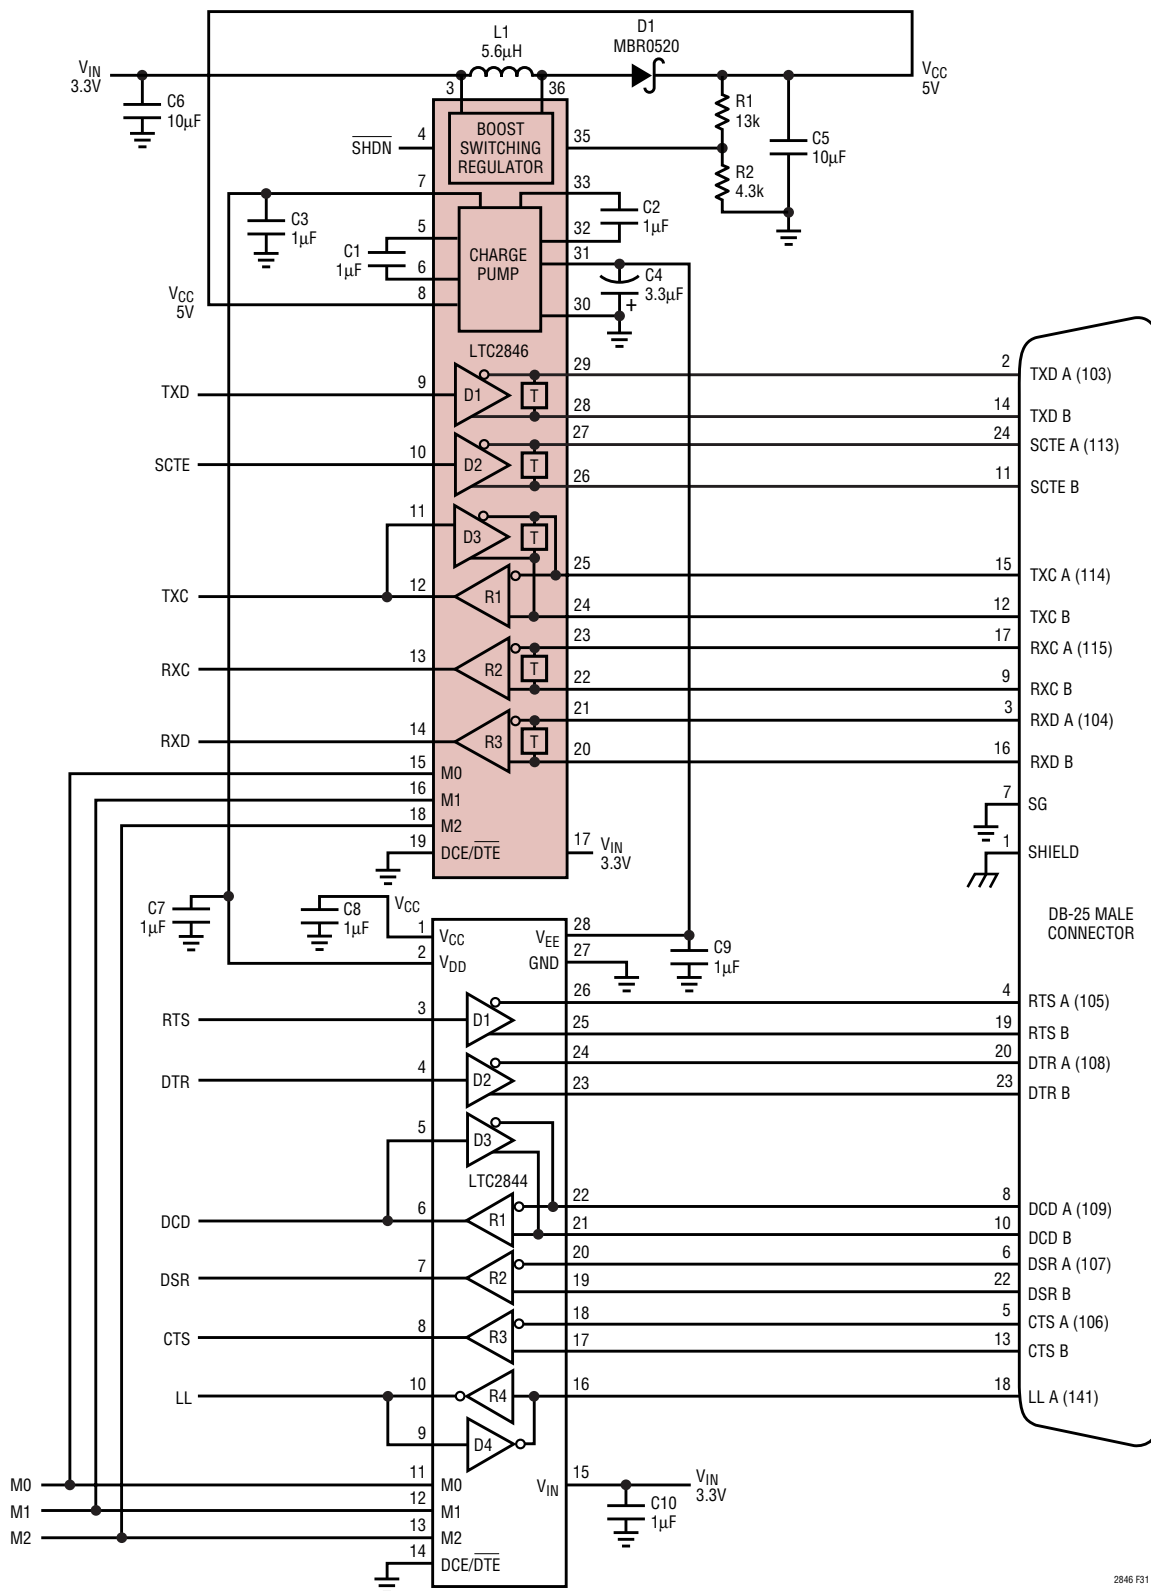 L1
5.6µH
D1
MBR0520
VIN
3.3V
3
36
VCC
5V
C6
10µF
R1
13k
BOOST
SWITCHING
REGULATOR
SHDN
4
35
C5
10µF
R2
4.3k
7
33
C3
1µF
C2
1µF
5
32
C1
1µF
CHARGE
PUMP
31
6
C4
3.3µF
VCC
5V
8
30
+
LTC2846
TXD
9
D1
T
29
2
TXD A (103)
28
14
TXD B
SCTE
10
D2
T
27
24
SCTE A (113)
26
11
SCTE B
11
D3
T
25
15
TXC A (114)
TXC
12
R1
24
12
TXC B
RXC
13
R2
T
23
17
RXC A (115)
22
9
RXC B
RXD
14
R3
T
21
3
RXD A (104)
20
16
RXD B
15
M0
16
M1
18
M2
19
DCE/DTE
17
VIN
3.3V
7
SG
1
SHIELD
DB-25 MALE
CONNECTOR
C7
1µF
C8
1µF
VCC
1
VCC
2
VDD
VEE
28
GND
27
C9
1µF
RTS
3
D1
26
4
RTS A (105)
25
19
RTS B
DTR
4
D2
24
20
DTR A (108)
23
23
DTR B
5
D3
LTC2844
DCD
6
R1
22
8
DCD A (109)
21
10
DCD B
DSR
7
R2
20
6
DSR A (107)
19
22
DSR B
CTS
8
R3
18
5
CTS A (106)
17
13
CTS B
LL
10
R4
16
18
LL A (141)
9
D4
M0
11
M0
VIN
15
VIN
3.3V
M1
12
M1
C10
1µF
M2
13
M2
14
DCE/DTE
2846 F31